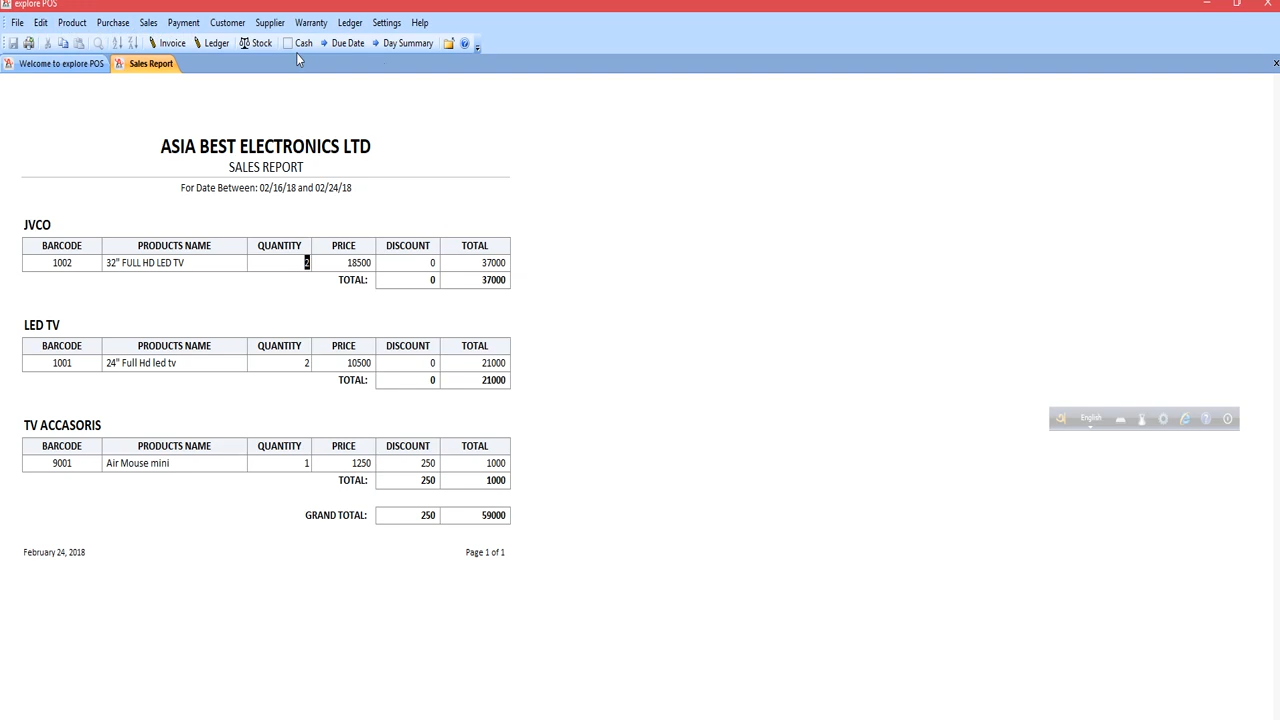 explore POS
File Edit Product Purchase Sales Payment Customer Supplier Warranty Ledger Settings Help
Invoice Ledger Stock Cash Due Date Day Summary
Welcome to explore POS Sales Report
ASIA BEST ELECTRONICS LTD
SALES REPORT
For Date Between: 02/16/18 and 02/24/18
JVCO
BARCODE PRODUCTS NAME QUANTITY PRICE DISCOUNT TOTAL
1002 32" FULL HD LED TV 2 18500 0 37000
TOTAL: 0 37000
LED TV
BARCODE PRODUCTS NAME QUANTITY PRICE DISCOUNT TOTAL
1001 24" Full Hd led tv 2 10500 0 21000
TOTAL: 0 21000
English
TV ACCASORIS
BARCODE PRODUCTS NAME QUANTITY PRICE DISCOUNT TOTAL
9001 Air Mouse mini 1 1250 250 1000
TOTAL: 250 1000
GRAND TOTAL: 250 59000
February 24, 2018 Page 1 of 1